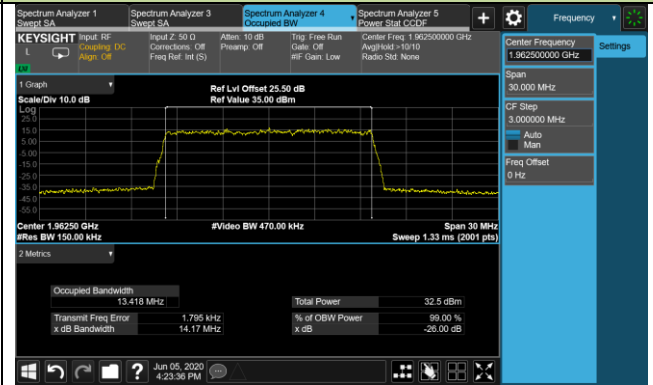 Spectrum Analyzer 1
Swept SA
Spectrum Analyzer 3
Swept SA
Spectrum Analyzer 4
Occupied BW
Spectrum Analyzer 5
Power Stat CCDF
Frequency
KEYSIGHT
L
Input: RF
Coupling: DC
Align: Off
Input Z: 50 Ω
Corrections: Off
Freq Ref: Int (S)
Atten: 10 dB
Preamp: Off
Trig: Free Run
Gate: Off
#IF Gain: Low
Center Freq: 1.962500000 GHz
Avg|Hold:>10/10
Radio Std: None
Center Frequency
1.962500000 GHz
Settings
Span
30.000 MHz
CF Step
3.000000 MHz
Auto
Man
Freq Offset
0 Hz
1 Graph
Scale/Div 10.0 dB
Ref Lvl Offset 25.50 dB
Ref Value 35.00 dBm
Log
25.0
15.0
5.00
-5.00
-15.0
-25.0
-35.0
-45.0
-55.0
Center 1.96250 GHz
#Res BW 150.00 kHz
#Video BW 470.00 kHz
Span 30 MHz
Sweep 1.33 ms (2001 pts)
2 Metrics
Occupied Bandwidth
13.418 MHz
Total Power
32.5 dBm
Transmit Freq Error
1.795 kHz
% of OBW Power
99.00 %
x dB Bandwidth
14.17 MHz
x dB
-26.00 dB
Jun 05, 2020
4:23:36 PM